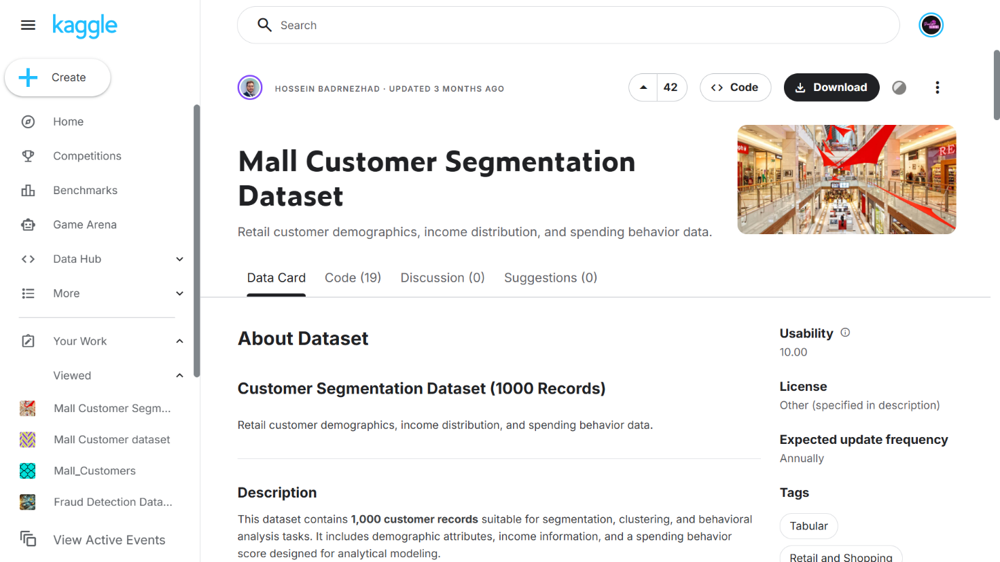 kaggle
Search
Create
Home
Competitions
Benchmarks
Game Arena
Data Hub
More
Your Work
Viewed
Mall Customer Segm...
Mall Customer dataset
Mall_Customers
Fraud Detection Data...
View Active Events
HOSSEIN BADRNEZHAD · UPDATED 3 MONTHS AGO
42
Code
Download
Mall Customer Segmentation
Dataset
Retail customer demographics, income distribution, and spending behavior data.
Data Card
Code (19)
Discussion (0)
Suggestions (0)
About Dataset
Customer Segmentation Dataset (1000 Records)
Retail customer demographics, income distribution, and spending behavior data.
Description
This dataset contains 1,000 customer records suitable for segmentation, clustering, and behavioral
analysis tasks. It includes demographic attributes, income information, and a spending behavior
score designed for analytical modeling.
Usability
10.00
License
Other (specified in description)
Expected update frequency
Annually
Tags
Tabular
Retail and Shopping